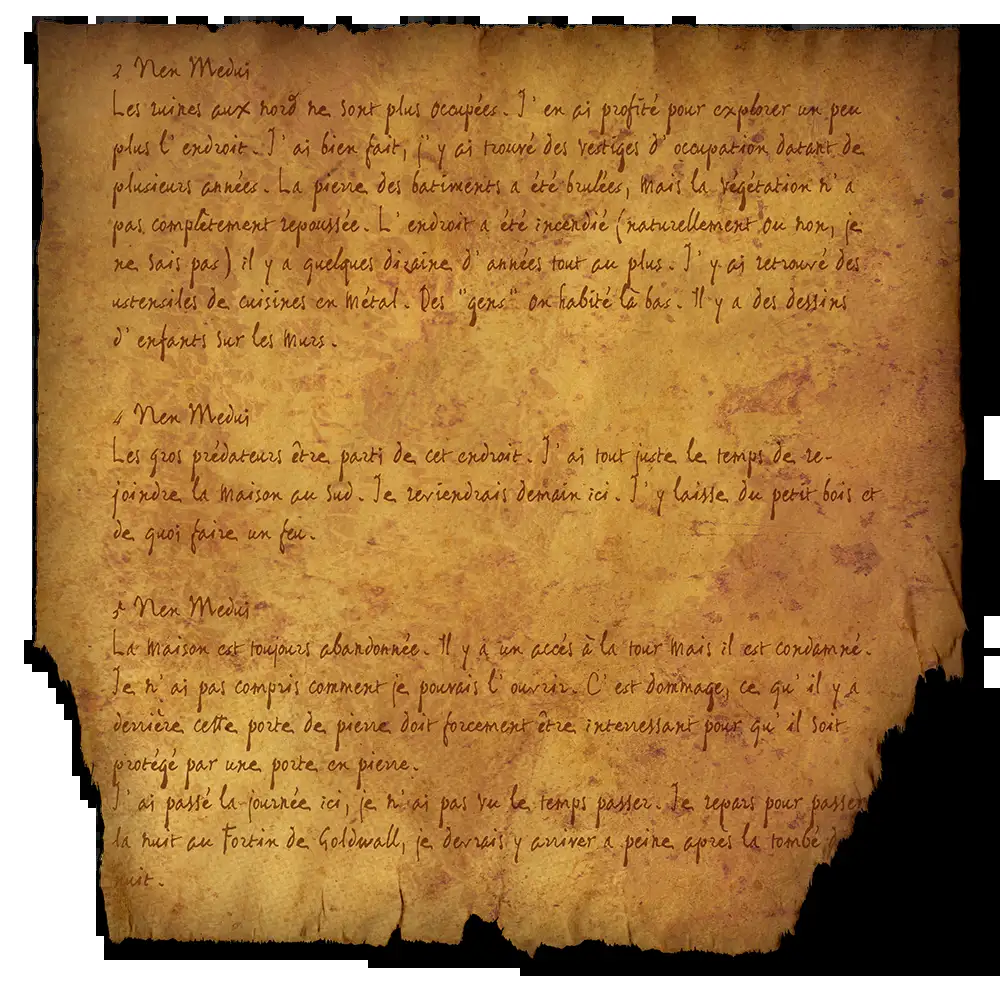 2 Nen Medui
Les ruines aux nord ne sont plus occupées. J'en ai profité pour explorer un peu
plus l'endroit. J'ai bien fait, j'y ai trouvé des vestiges d'occupation datant de
plusieurs années. La pierre des batiments a été brulées, mais la végétation n'a
pas complètement repoussée. L'endroit a été incendié (naturellement ou non, je
ne sais pas) il y a quelques dizaine d'années tout au plus. J'y ai retrouvé des
ustensiles de cuisines en métal. Des "gens" on habité là bas. Il y a des dessins
d'enfants sur les murs.
4 Nen Medui
Les gros prédateurs être parti de cet endroit. J'ai tout juste le temps de re-
joindre la maison au sud. Je reviendrais demain ici. J'y laisse du petit bois et
de quoi faire un feu.
5 Nen Medui
La maison est toujours abandonnée. Il y a un accés à la tour mais il est condamné.
Je n'ai pas compris comment je pouvais l'ouvrir. C'est dommage, ce qu'il y a
derrière cette porte de pierre doit forcement être interressant pour qu'il soit
protégé par une porte en pierre.
J'ai passé la journée ici, je n'ai pas vu le temps passer. Je repars pour passer
la nuit au Fortin de Goldwall, je devrais y arriver a peine après la tombé d
nuit.